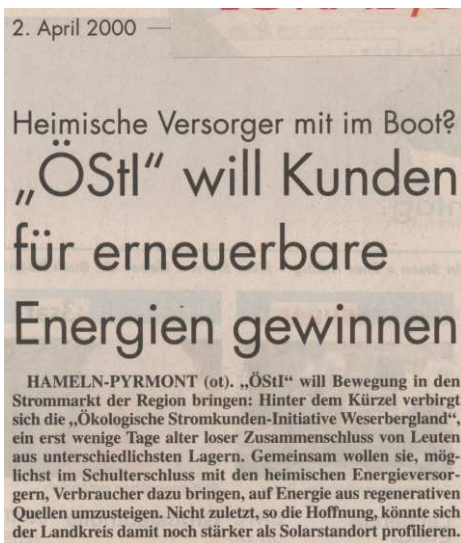 2. April 2000 —
Heimische Versorger mit im Boot?
„ÖStI“ will Kunden
für erneuerbare
Energien gewinnen
HAMELN-PYRMONT (ot). „ÖStI“ will Bewegung in den
Strommarkt der Region bringen: Hinter dem Kürzel verbirgt
sich die „Ökologische Stromkunden-Initiative Weserbergland“,
ein erst wenige Tage alter loser Zusammenschluss von Leuten
aus unterschiedlichsten Lagern. Gemeinsam wollen sie, mög-
lichst im Schulterschluss mit den heimischen Energieversor-
gern, Verbraucher dazu bringen, auf Energie aus regenerativen
Quellen umzusteigen. Nicht zuletzt, so die Hoffnung, könnte sich
der Landkreis damit noch stärker als Solarstandort profilieren.